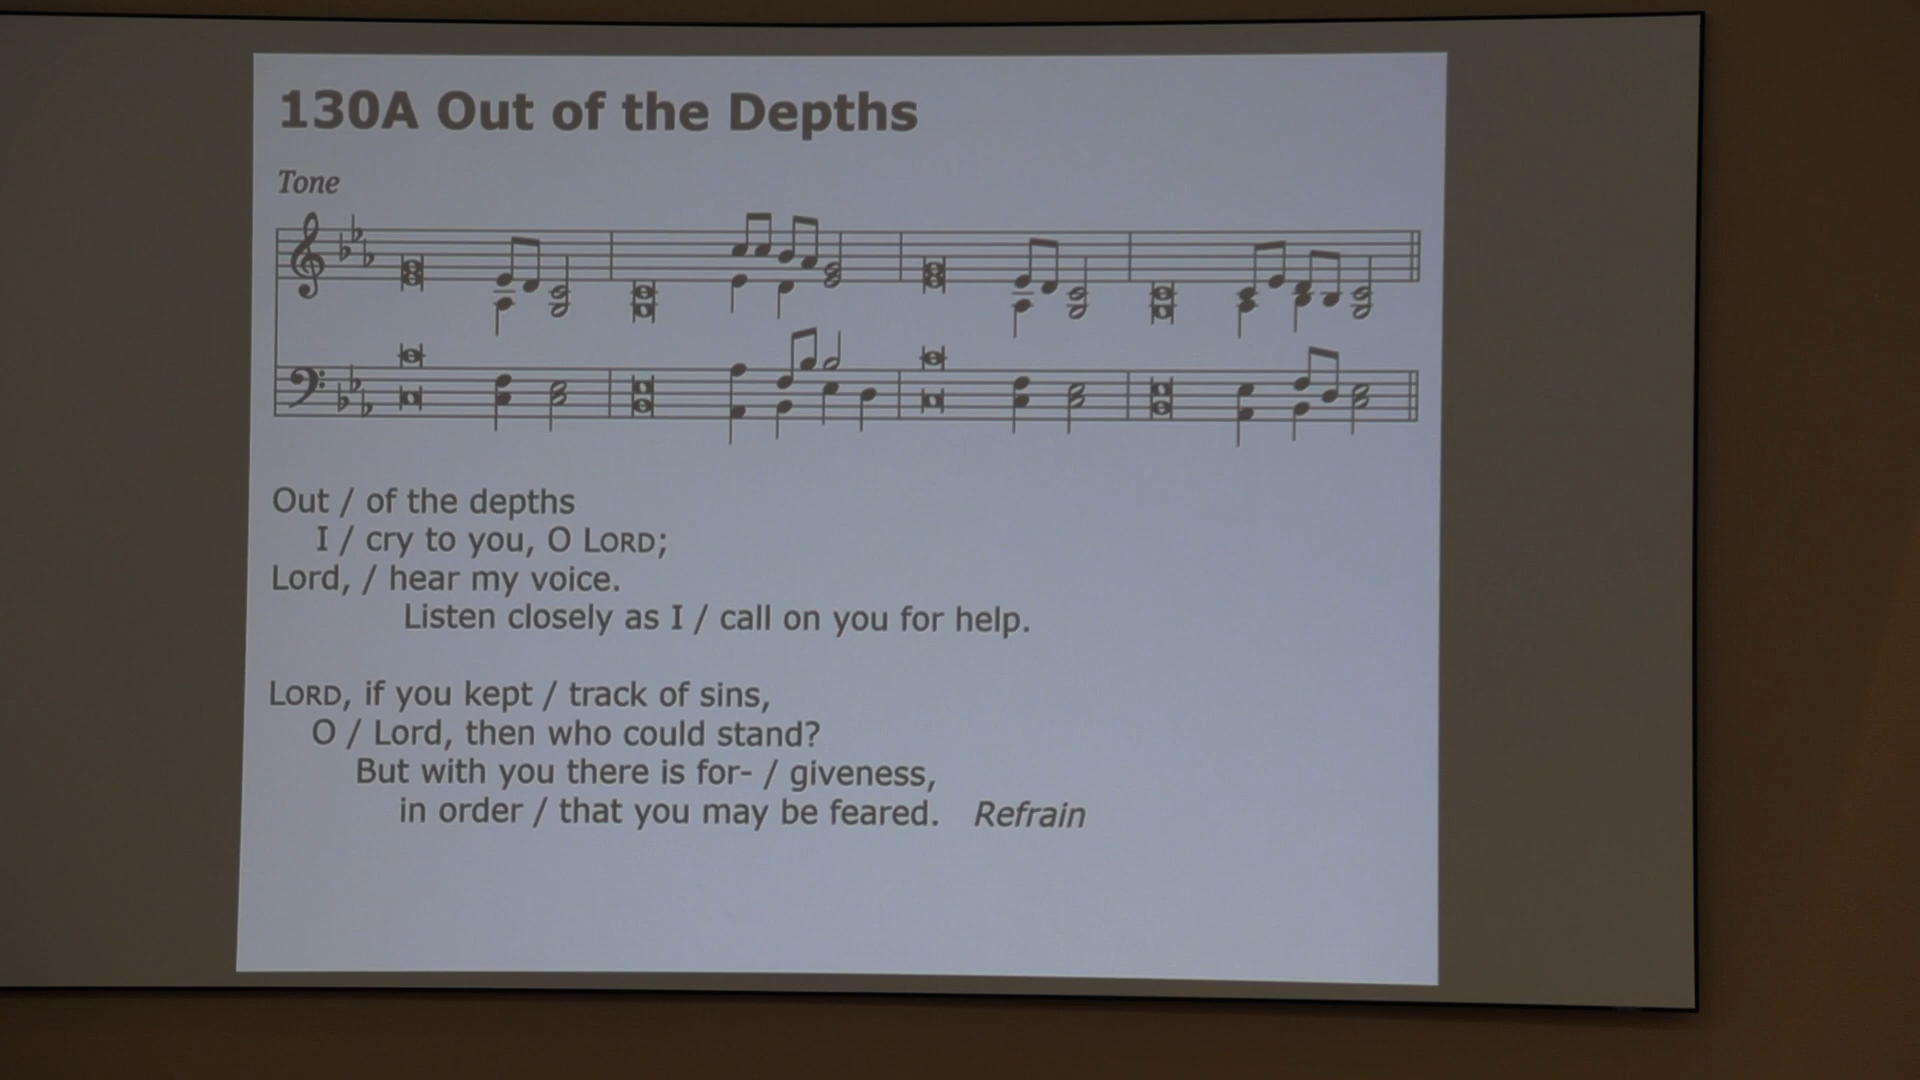 130A Out of the Depths
Tone
Out / of the depths
I / cry to you, O LORD;
Lord, / hear my voice.
Listen closely as I / call on you for help.
LORD, if you kept / track of sins,
O / Lord, then who could stand?
But with you there is for- / giveness,
in order / that you may be feared. Refrain